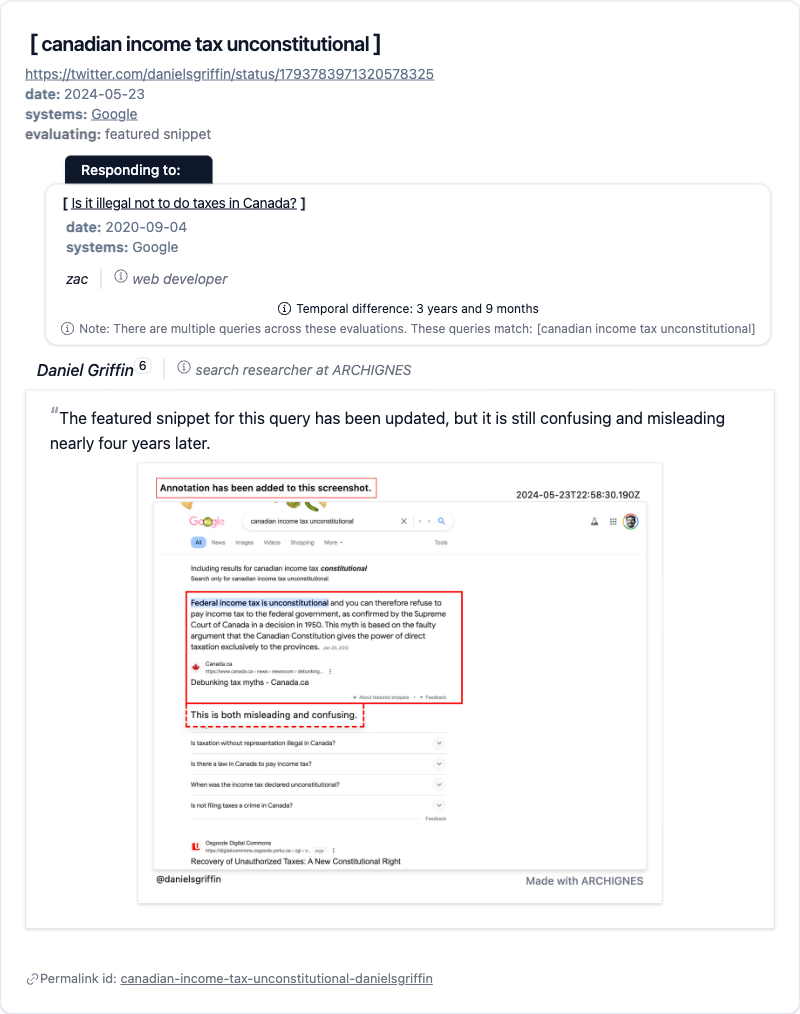 [ canadian income tax unconstitutional ]
https://twitter.com/danielsgriffin/status/1793783971320578325
date: 2024-05-23
systems: Google
evaluating: featured snippet
Responding to:
[ Is it illegal not to do taxes in Canada? ]
date: 2020-09-04
systems: Google
zac
web developer
Temporal difference: 3 years and 9 months
Note: There are multiple queries across these evaluations. These queries match: [canadian income tax unconstitutional]
Daniel Griffin 6
search researcher at ARCHIGNES
“The featured snippet for this query has been updated, but it is still confusing and misleading
nearly four years later.
Annotation has been added to this screenshot.
2024-05-23T22:58:30.190Z
Google
canadian income tax unconstitutional
All News Images Videos Shopping More Tools
Including results for canadian income tax constitutional
Search only for canadian income tax unconstitutional
Federal income tax is unconstitutional and you can therefore refuse to
pay income tax to the federal government, as confirmed by the Supreme
Court of Canada in a decision in 1950. This myth is based on the faulty
argument that the Canadian Constitution gives the power of direct
taxation exclusively to the provinces. Jan 23, 2012
Canada.ca
https://www.canada.ca › news › newsroom › debunking...
Debunking tax myths - Canada.ca
About featured snippets • Feedback
This is both misleading and confusing.
Is taxation without representation illegal in Canada?
Is there a law in Canada to pay income tax?
When was the income tax declared unconstitutional?
Is not filing taxes a crime in Canada?
Feedback
Osgoode Digital Commons
https://digitalcommons.osgoode.yorku.ca › cgi › v...
Recovery of Unauthorized Taxes: A New Constitutional Right
@danielsgriffin
Made with ARCHIGNES
Permalink id: canadian-income-tax-unconstitutional-danielsgriffin